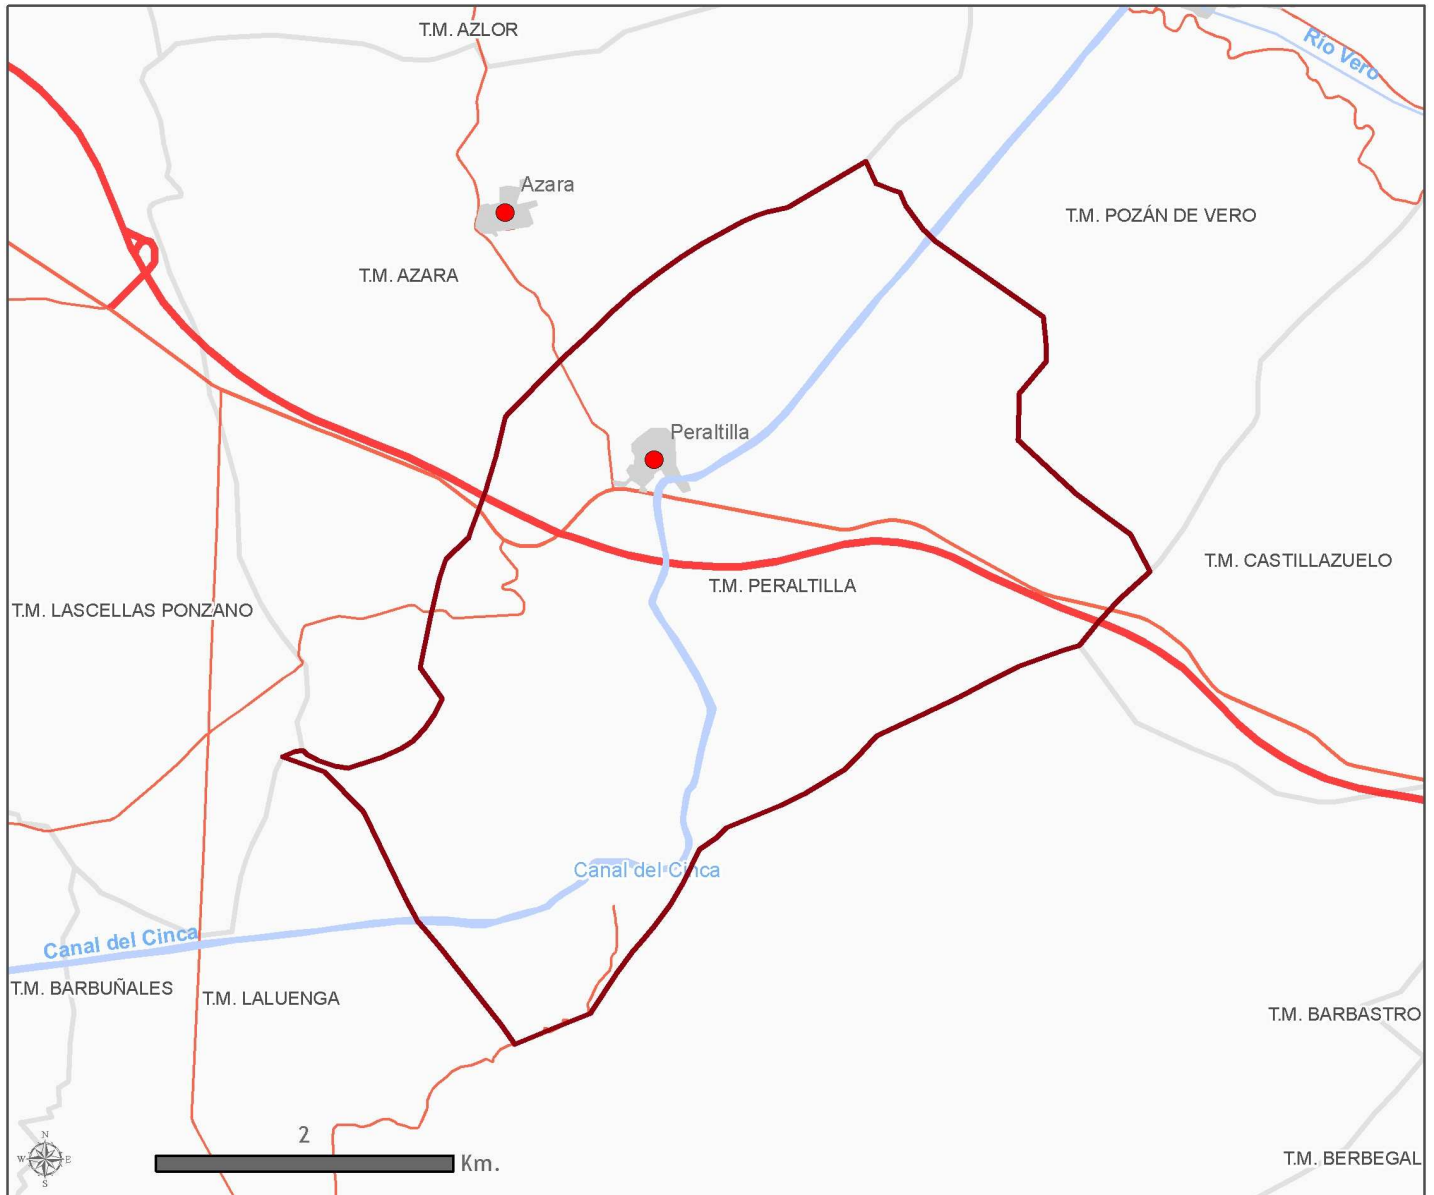 T.M. AZLOR
Río Vero
Azara
T.M. POZÁN DE VERO
T.M. AZARA
Peraltilla
T.M. CASTILLAZUELO
T.M. PERALTILLA
T.M. LASCELLAS PONZANO
Canal del Cinca
Canal del Cinca
T.M. BARBUÑALES
T.M. LALUENGA
T.M. BARBASTRO
2
Km.
N
W E
S
T.M. BERBEGAL